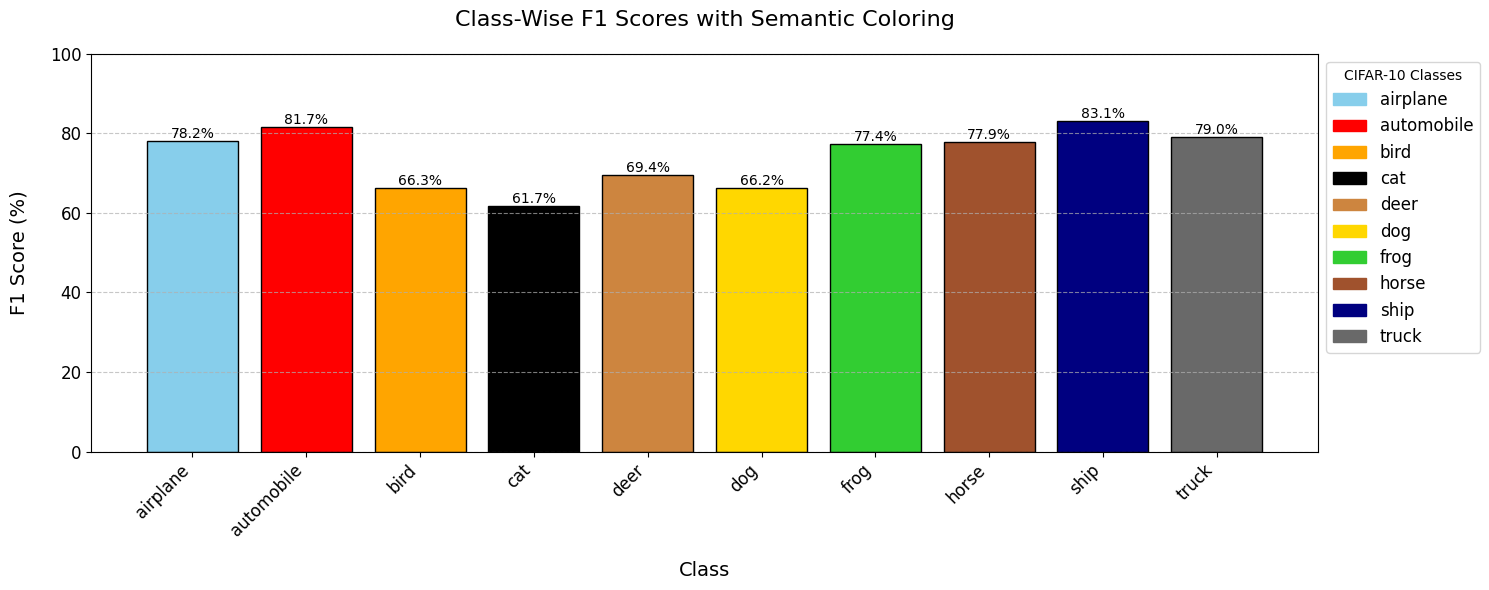 Class-Wise F1 Scores with Semantic Coloring
F1 Score (%)
100
80
60
40
20
0
78.2%
81.7%
66.3%
61.7%
69.4%
66.2%
77.4%
77.9%
83.1%
79.0%
airplane
automobile
bird
cat
deer
dog
frog
horse
ship
truck
Class
CIFAR-10 Classes
airplane
automobile
bird
cat
deer
dog
frog
horse
ship
truck